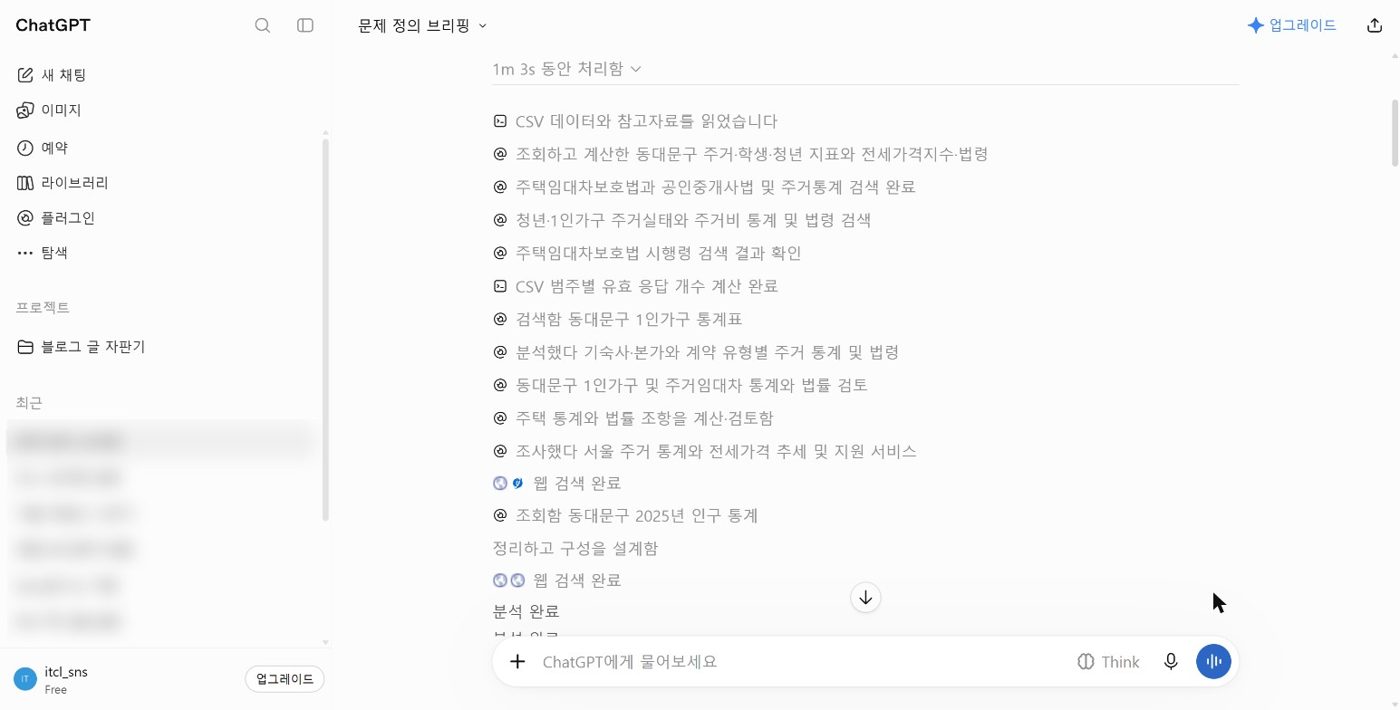 ChatGPT
새 채팅
이미지
예약
라이브러리
플러그인
탐색
프로젝트
블로그 글 자판기
최근
IT
itcl_sns
Free
업그레이드
문제 정의 브리핑
업그레이드
1m 3s 동안 처리함
CSV 데이터와 참고자료를 읽었습니다
조회하고 계산한 동대문구 주거·학생·청년 지표와 전세가격지수·법령
주택임대차보호법과 공인중개사법 및 주거통계 검색 완료
청년·1인가구 주거실태와 주거비 통계 및 법령 검색
주택임대차보호법 시행령 검색 결과 확인
CSV 범주별 유효 응답 개수 계산 완료
검색함 동대문구 1인가구 통계표
분석했다 기숙사·본가와 계약 유형별 주거 통계 및 법령
동대문구 1인가구 및 주거임대차 통계와 법률 검토
주택 통계와 법률 조항을 계산·검토함
조사했다 서울 주거 통계와 전세가격 추세 및 지원 서비스
웹 검색 완료
조회함 동대문구 2025년 인구 통계
정리하고 구성을 설계함
웹 검색 완료
분석 완료
ChatGPT에게 물어보세요
Think